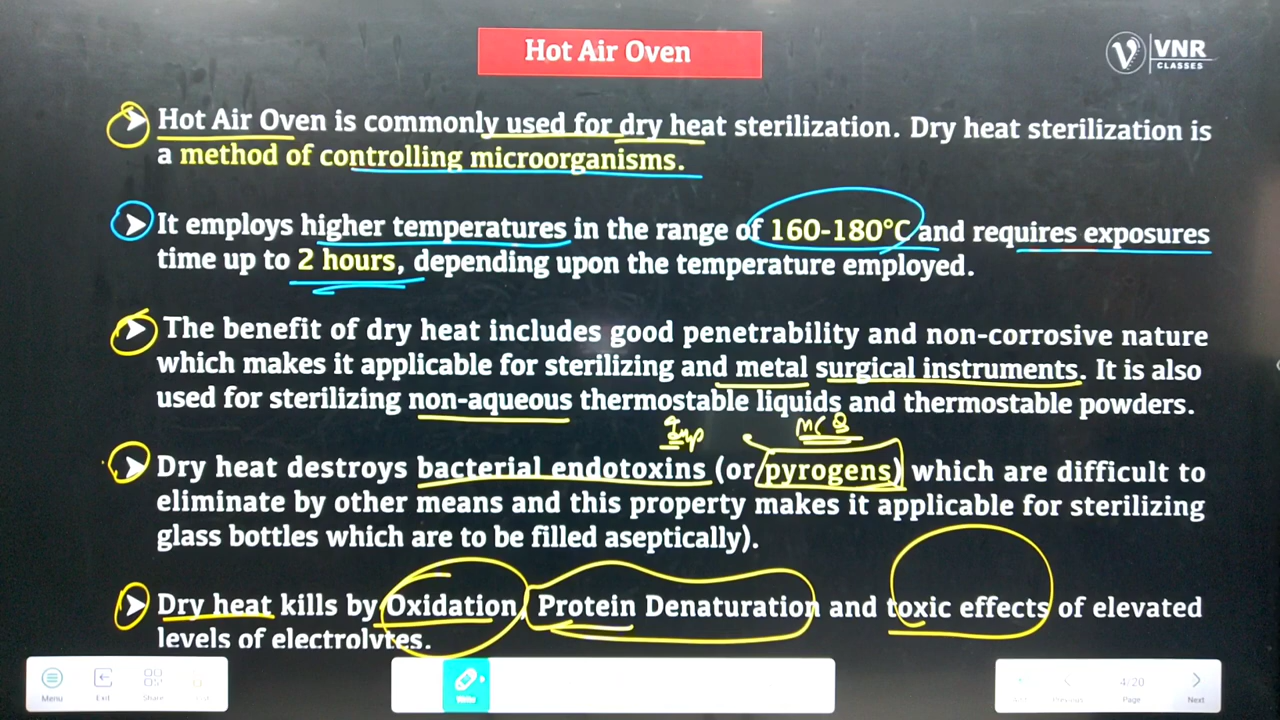 Hot Air Oven
VNR
CLASSES
Hot Air Oven is commonly used for dry heat sterilization. Dry heat sterilization is
a method of controlling microorganisms.
It employs higher temperatures in the range of 160-180°C and requires exposures
time up to 2 hours, depending upon the temperature employed.
The benefit of dry heat includes good penetrability and non-corrosive nature
which makes it applicable for sterilizing and metal surgical instruments. It is also
used for sterilizing non-aqueous thermostable liquids and thermostable powders.
Imp MCQ
Dry heat destroys bacterial endotoxins (or pyrogens) which are difficult to
eliminate by other means and this property makes it applicable for sterilizing
glass bottles which are to be filled aseptically).
Dry heat kills by Oxidation, Protein Denaturation and toxic effects of elevated
levels of electrolytes.
Menu Exit Share 4/20 Previous Page Next